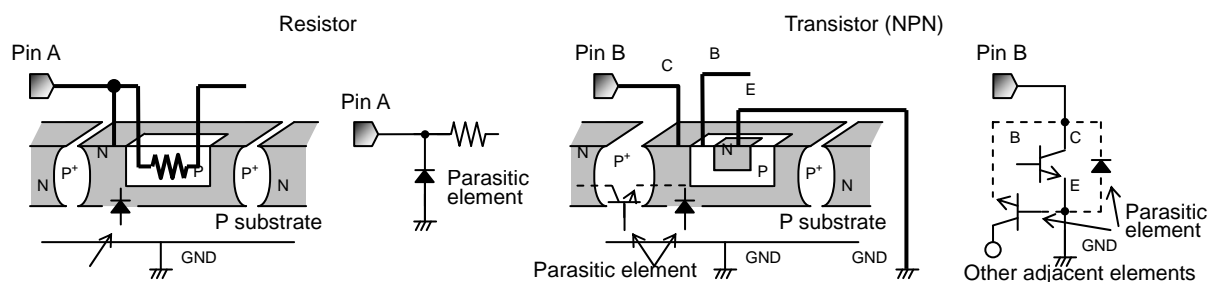 Resistor
Transistor (NPN)
Pin A
Pin B
C
B
E
Pin B
Pin A
B
C
N
P+
N
P
P+
N
N
P+
N
P
P+
N
E
Parasitic
element
P substrate
P substrate
Parasitic
element
GND
Parasitic element
GND
GND
GND
Other adjacent elements